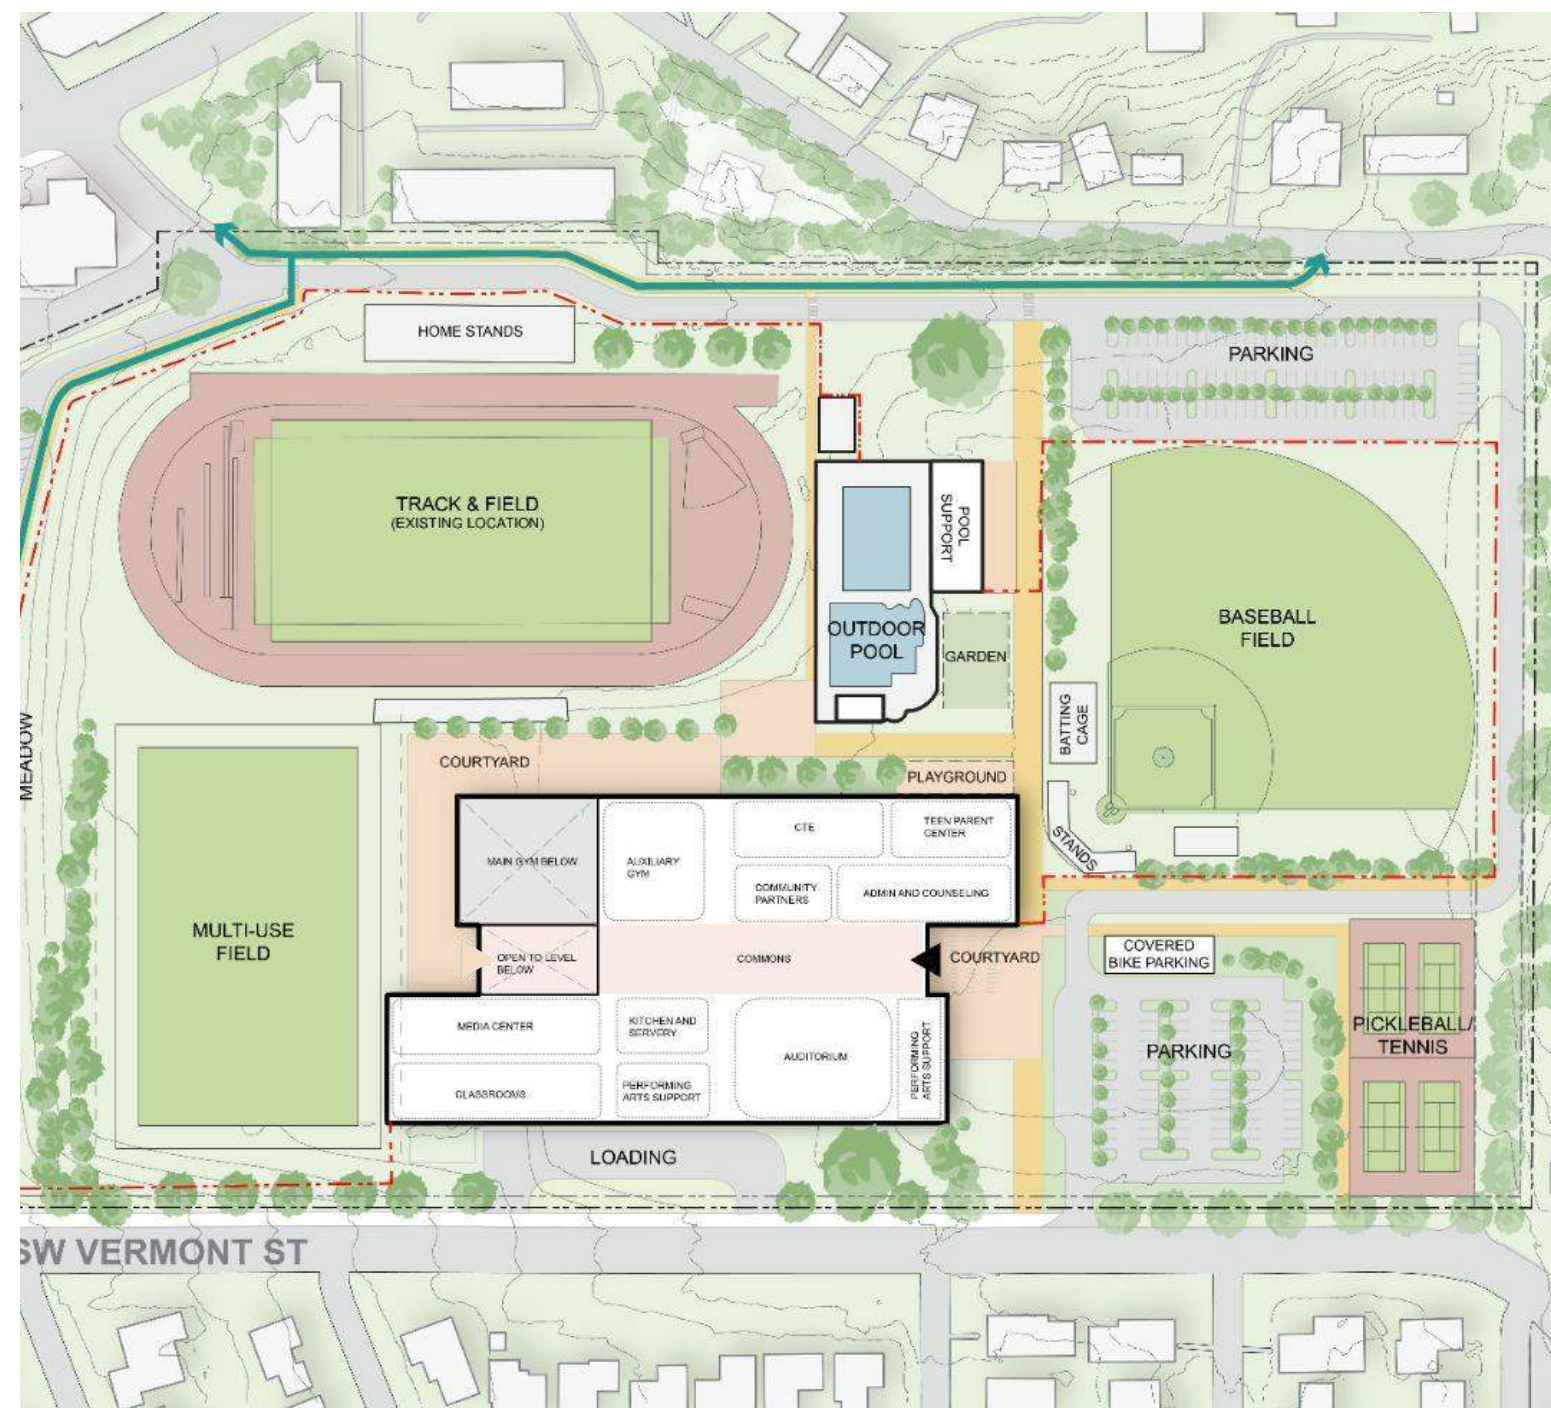 HOME STANDS
PARKING
TRACK & FIELD
(EXISTING LOCATION)
POOL
SUPPORT
BASEBALL
FIELD
OUTDOOR
POOL
GARDEN
BATTING
CAGE
MEADOW
COURTYARD
PLAYGROUND
STANDS
MAIN GYM BELOW
AUXILIARY
GYM
CTE
TEEN PARENT
CENTER
COMMUNITY
PARTNERS
ADMIN AND COUNSELING
MULTI-USE
FIELD
OPEN TO LEVEL
BELOW
COMMONS
COURTYARD
COVERED
BIKE PARKING
MEDIA CENTER
KITCHEN AND
SERVERY
AUDITORIUM
PERFORMING
ARTS SUPPORT
PARKING
PICKLEBALL/
TENNIS
CLASSROOMS
PERFORMING
ARTS SUPPORT
LOADING
SW VERMONT ST